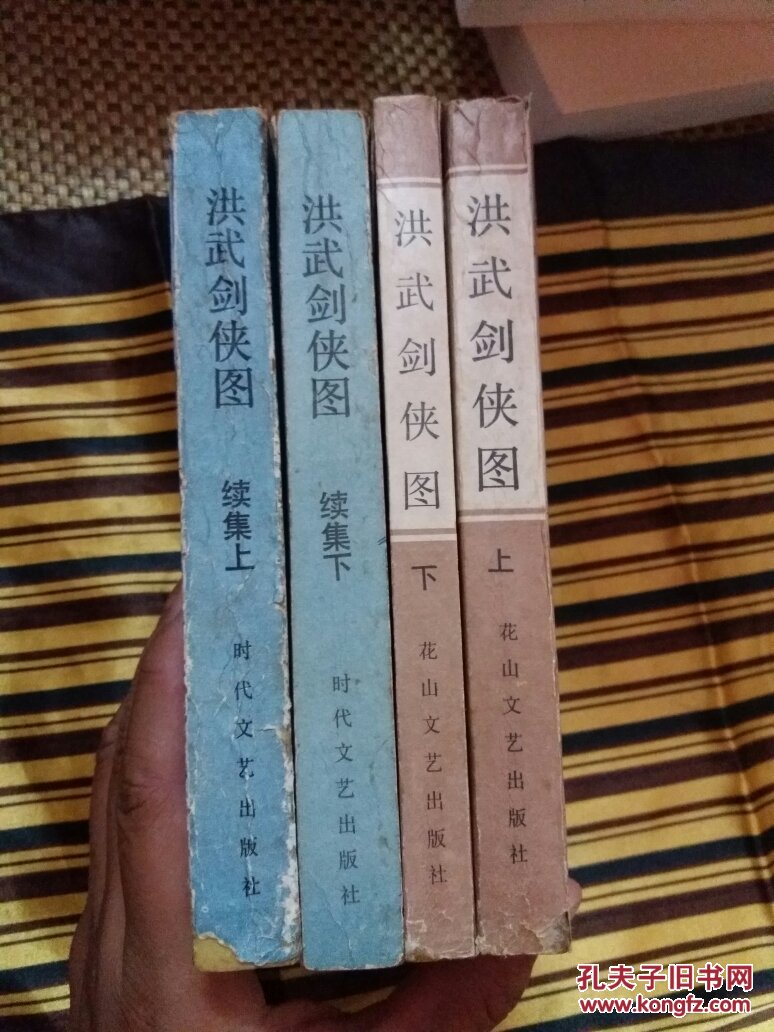 洪武剑侠图
续集上
时代文艺出版社
洪武剑侠图
续集下
时代文艺出版社
洪武剑侠图
下
花山文艺出版社
洪武剑侠图
上
花山文艺出版社
孔夫子旧书网
www.kongfz.com